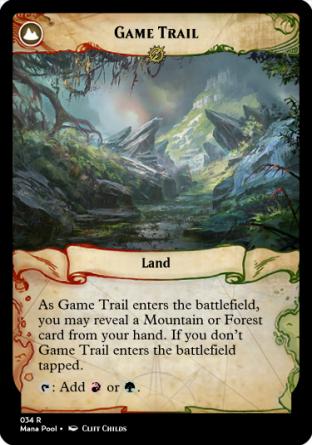 GAME TRAIL
Land
As Game Trail enters the battlefield,
you may reveal a Mountain or Forest
card from your hand. If you don't
Game Trail enters the battlefield
tapped.
: Add or .
034 R
Mana Pool • CLIFF CHILDS